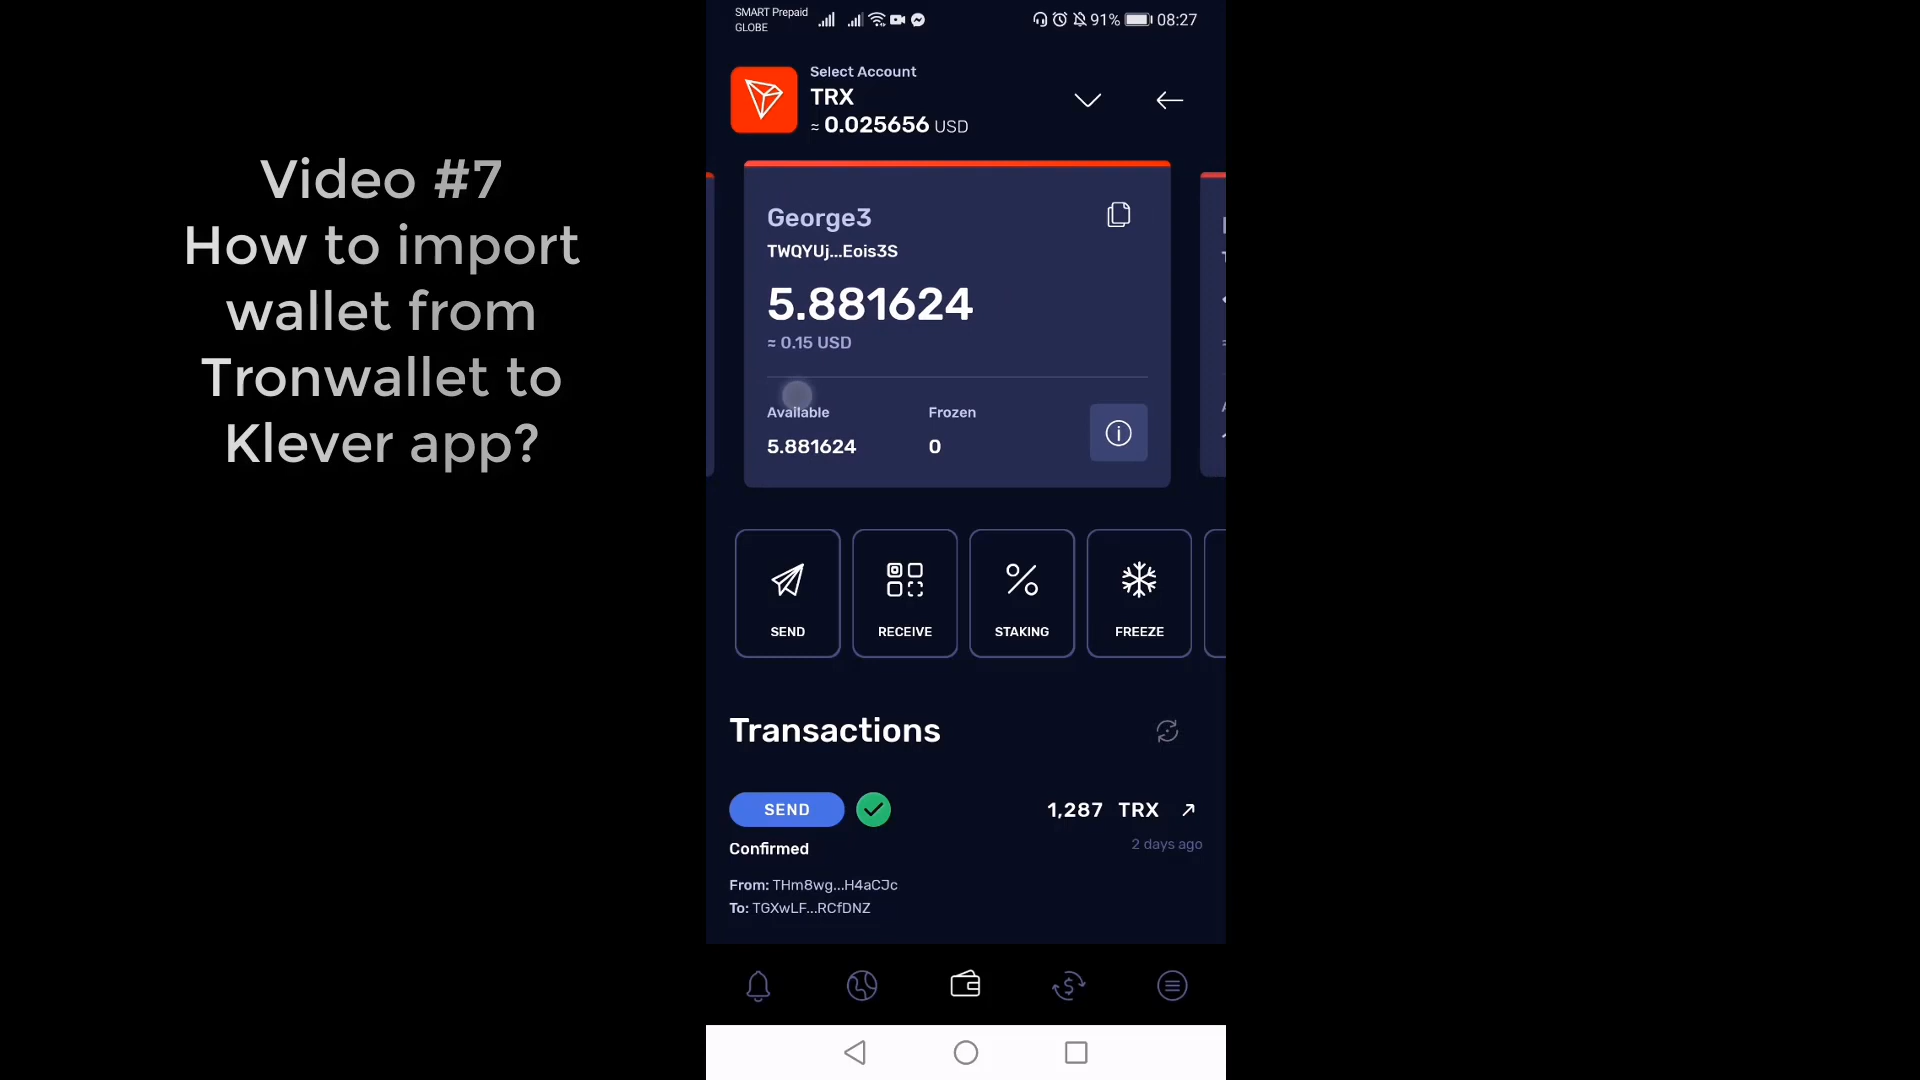 SMART Prepaid
GLOBE
91%
08:27
Select Account
TRX
≈ 0.025656 USD
Video #7
How to import
wallet from
Tronwallet to
Klever app?
George3
TWQYUj...Eois3S
5.881624
≈ 0.15 USD
Available
Frozen
5.881624
0
SEND
RECEIVE
STAKING
FREEZE
Transactions
SEND
1,287 TRX
Confirmed
2 days ago
From: THm8wg...H4aCJc
To: TGXwLF...RCfDNZ